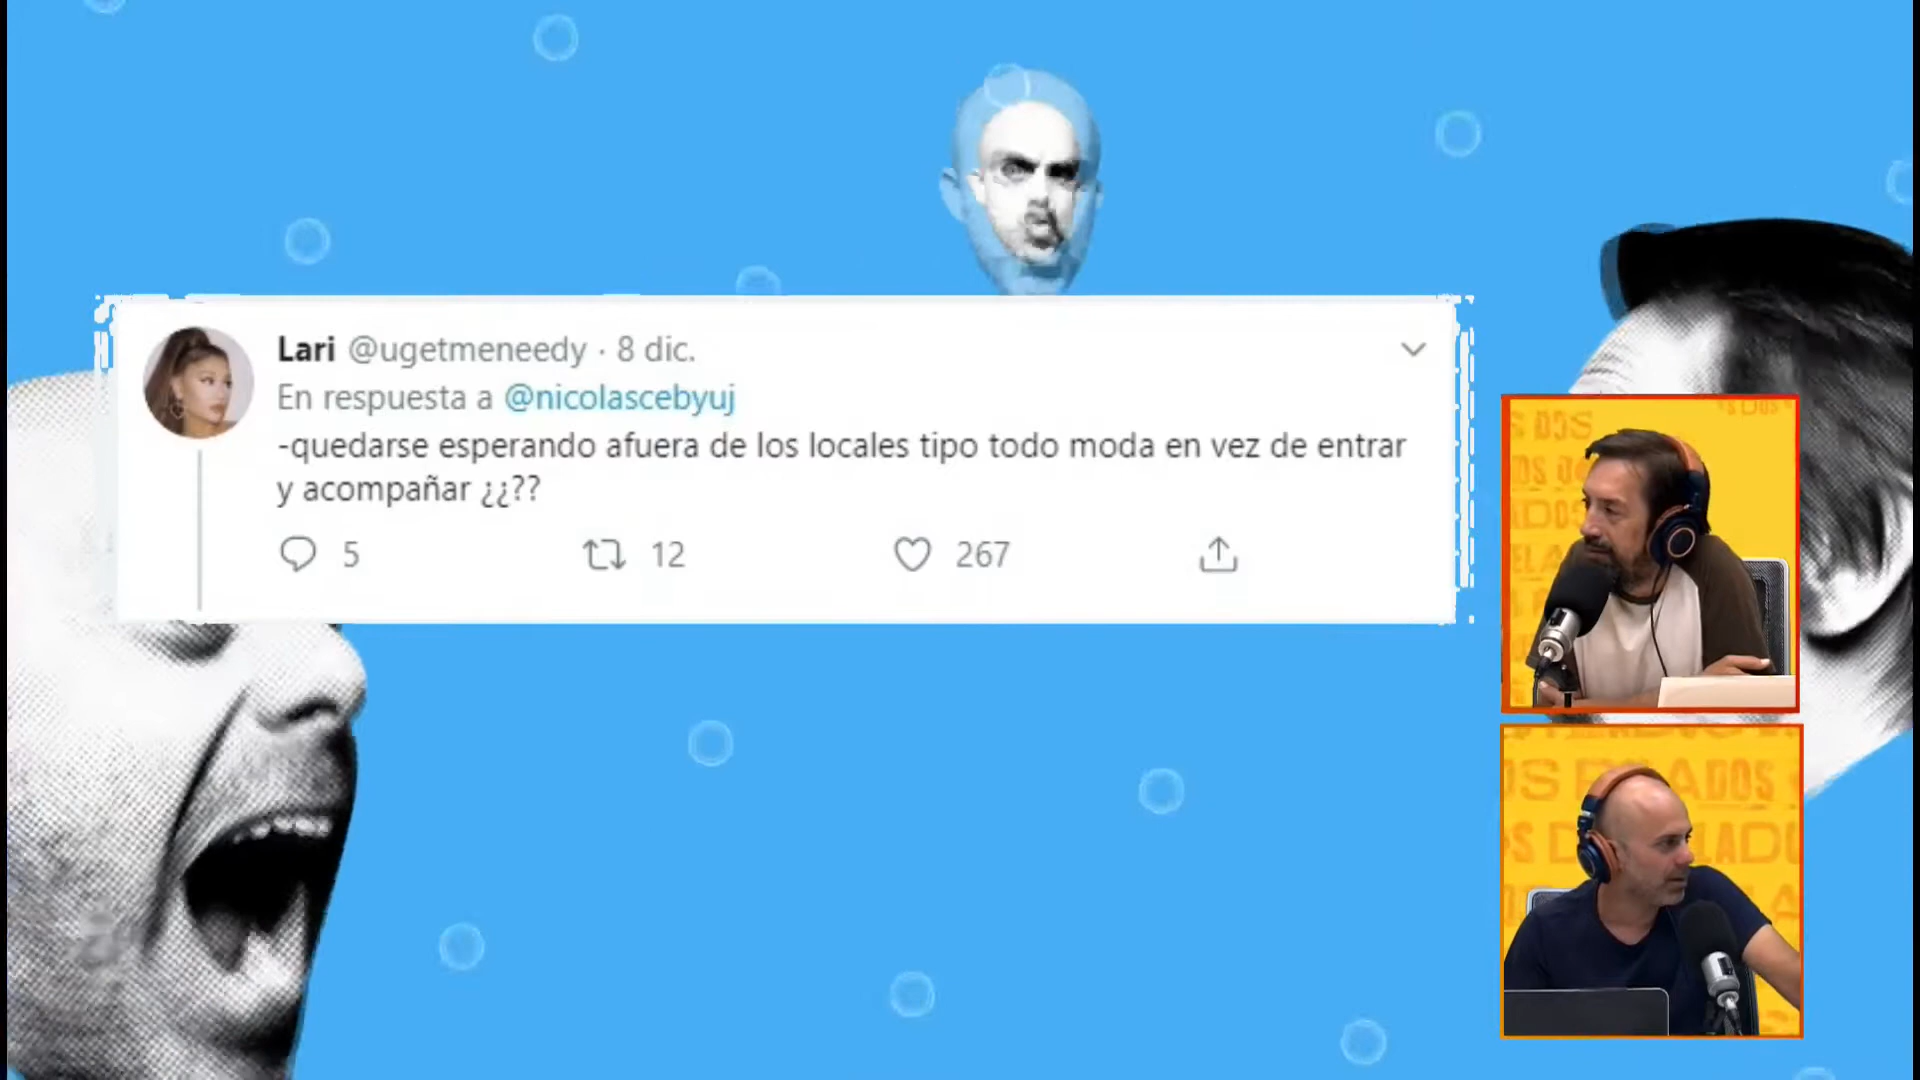 Lari @ugetmeneedy · 8 dic.
En respuesta a @nicolascebyuj
-quedarse esperando afuera de los locales tipo todo moda en vez de entrar
y acompañar ¿¿??
5 12 267